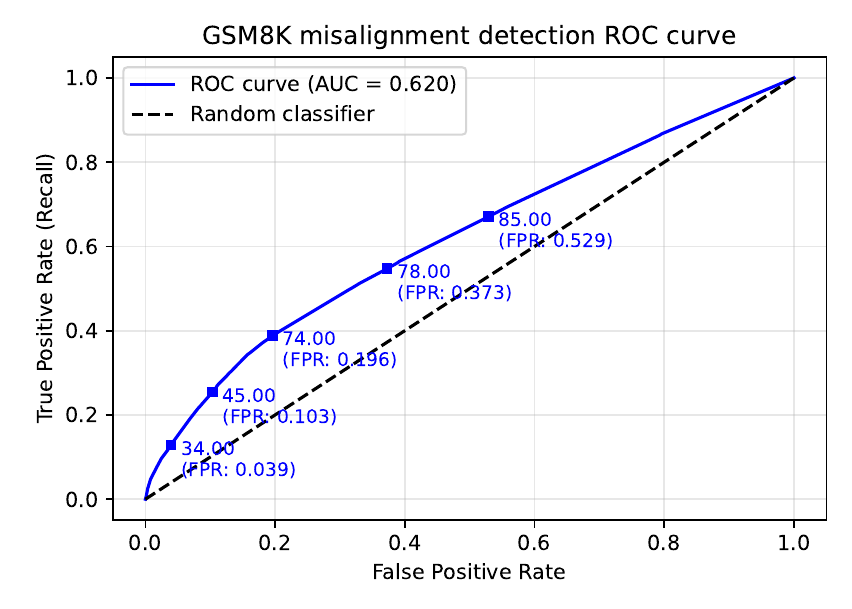 GSM8K misalignment detection ROC curve
ROC curve (AUC = 0.620)
Random classifier
True Positive Rate (Recall)
1.0
0.8
0.6
0.4
0.2
0.0
85.00
(FPR: 0.529)
78.00
(FPR: 0.373)
74.00
(FPR: 0.196)
45.00
(FPR: 0.103)
34.00
(FPR: 0.039)
0.0 0.2 0.4 0.6 0.8 1.0
False Positive Rate